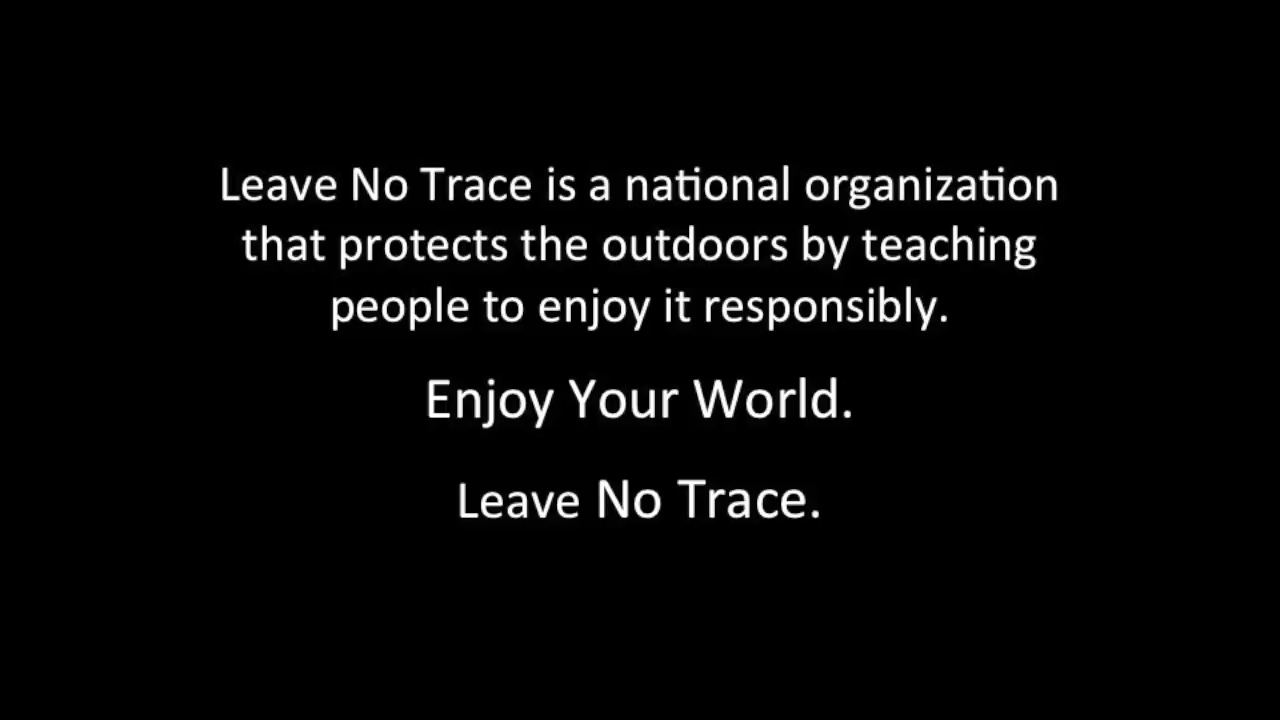 Leave No Trace is a national organization
that protects the outdoors by teaching
people to enjoy it responsibly.
Enjoy Your World.
Leave No Trace.